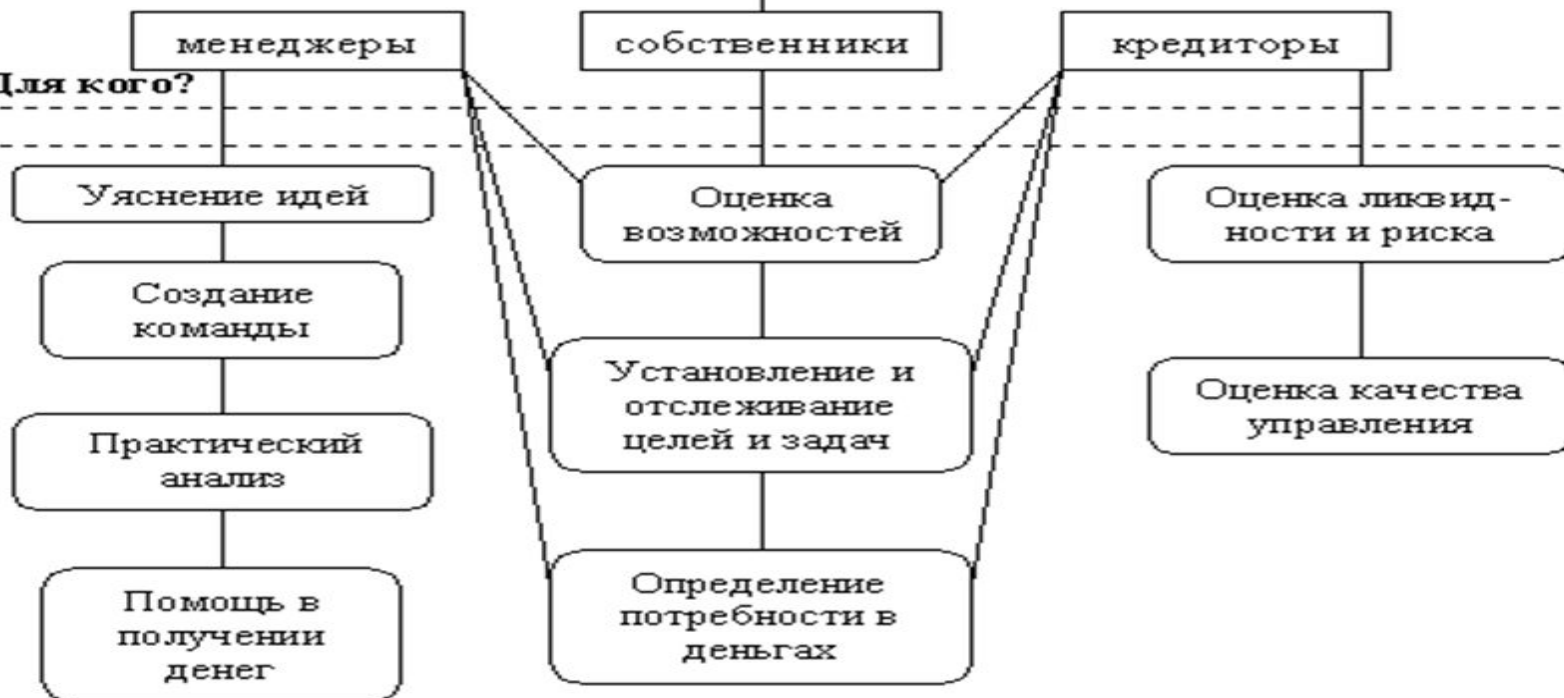 менеджеры
собственники
кредиторы
Для кого?
Уяснение идей
Создание
команды
Практический
анализ
Помощь в
получении
денег
Оценка
возможностей
Установление и
отслеживание
целей и задач
Определение
потребности в
деньгах
Оценка ликвид-
ности и риска
Оценка качества
управления